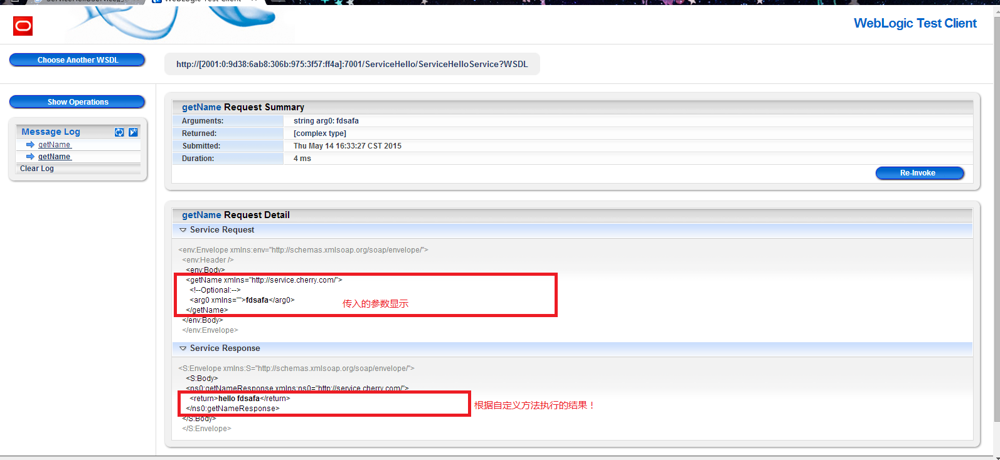 WebLogic Test Client
WebLogic Test Client
Choose Another WSDL
http://[2001:0:9d38:6ab8:306b:975:3f57:ff4a]:7001/ServiceHello/ServiceHelloService?WSDL
Show Operations
Message Log
getName
getName
Clear Log
getName Request Summary
Arguments: string arg0: fdsafa
Returned: [complex type]
Submitted: Thu May 14 16:33:27 CST 2015
Duration: 4 ms
Re-Invoke
getName Request Detail
Service Request
<env:Envelope xmlns:env="http://schemas.xmlsoap.org/soap/envelope/">
<env:Header />
<env:Body>
<getName xmlns="http://service.cherry.com/">
<!--Optional:-->
<arg0 xmlns="">fdsafa</arg0>
传入的参数显示
</getName>
</env:Body>
</env:Envelope>
Service Response
<S:Envelope xmlns:S="http://schemas.xmlsoap.org/soap/envelope/">
<S:Body>
<ns0:getNameResponse xmlns:ns0="http://service.cherry.com/">
<return>hello fdsafa</return>
</ns0:getNameResponse>
根据自定义方法执行的结果！
</S:Body>
</S:Envelope>